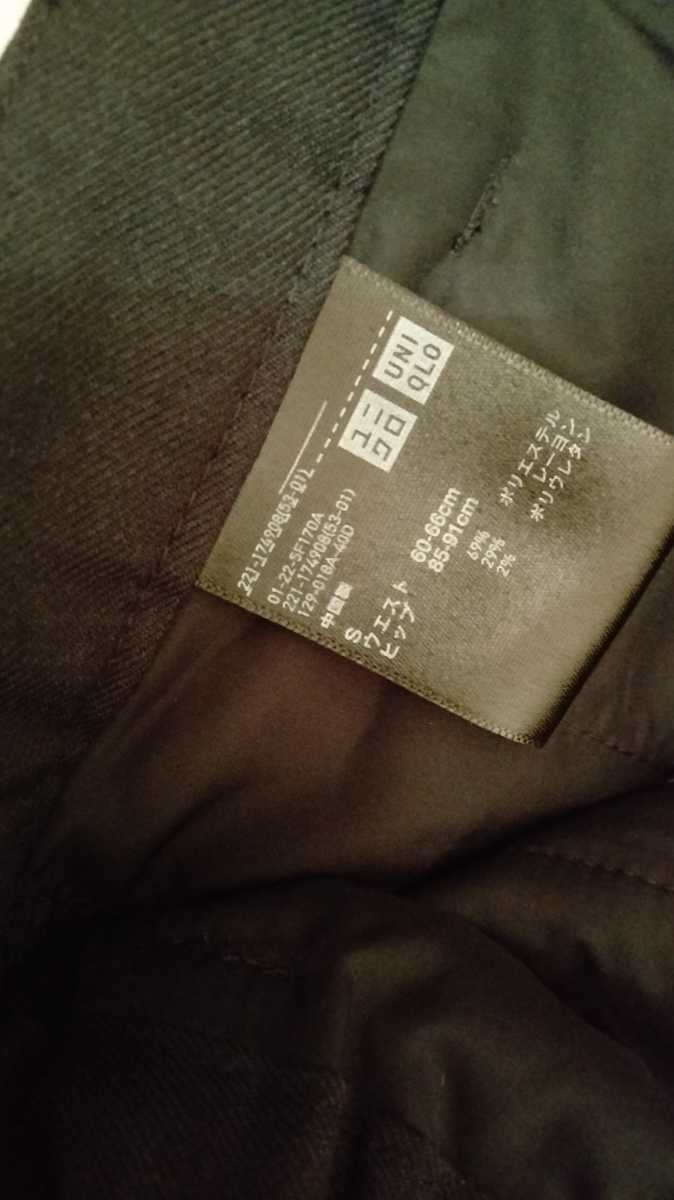 UNI
QLO
ユニ
クロ
221-174908(53-01) L
01-22-SF170A
221-174908(53-01)
129-018A-40D
中国製
S
ウエスト 60-66cm
ヒップ 85-91cm
69% ポリエステル
29% レーヨン
2% ポリウレタン